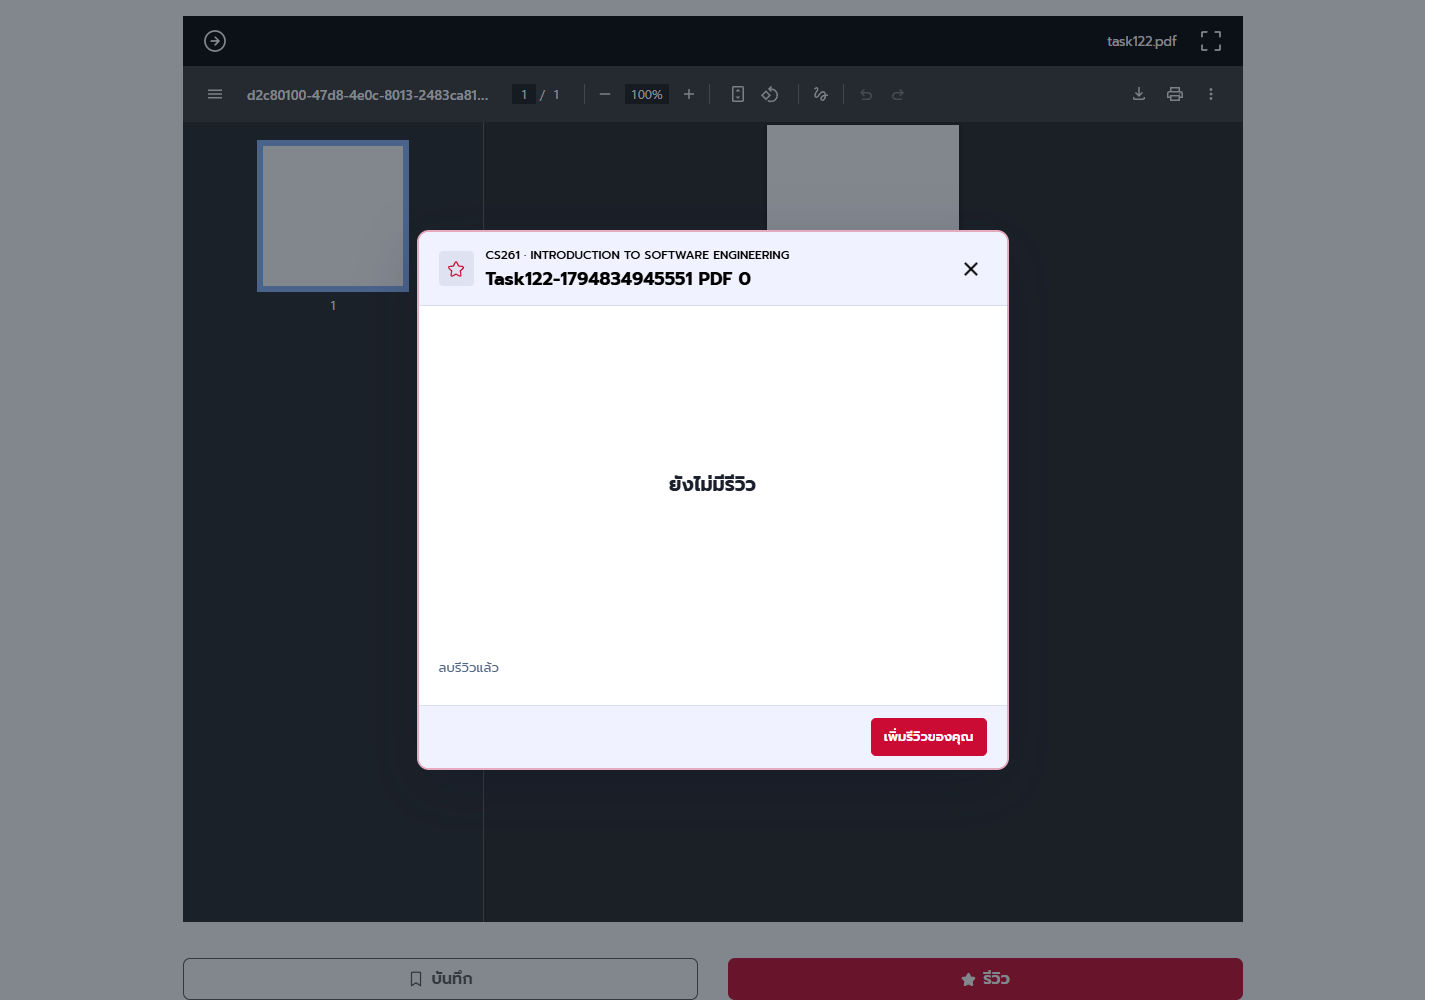 task122.pdf
d2c80100-47d8-4e0c-8013-2483ca81...
1 / 1
100%
1
CS261 · INTRODUCTION TO SOFTWARE ENGINEERING
Task122-1794834945551 PDF 0
ยังไม่มีรีวิว
ลบรีวิวแล้ว
เพิ่มรีวิวของคุณ
บันทึก
รีวิว